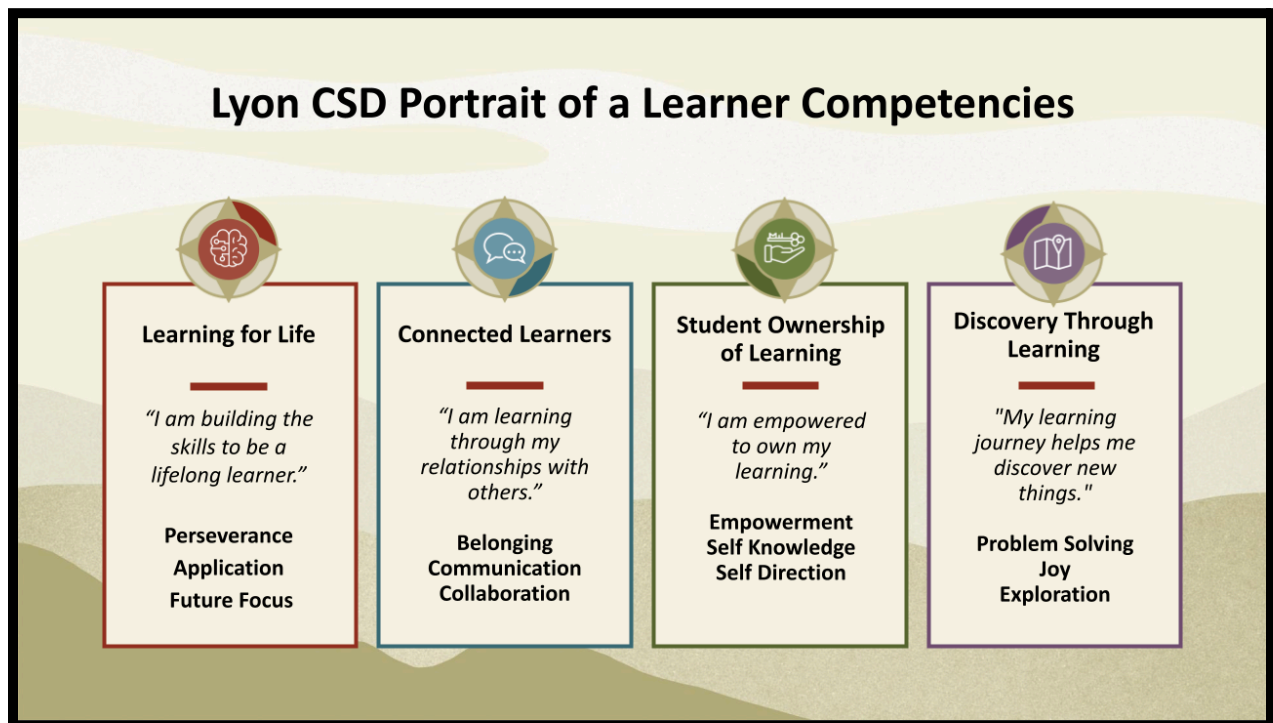 Lyon CSD Portrait of a Learner Competencies
Learning for Life
“I am building the
skills to be a
lifelong learner.”
Perseverance
Application
Future Focus
Connected Learners
“I am learning
through my
relationships with
others.”
Belonging
Communication
Collaboration
Student Ownership
of Learning
“I am empowered
to own my
learning.”
Empowerment
Self Knowledge
Self Direction
Discovery Through
Learning
"My learning
journey helps me
discover new
things."
Problem Solving
Joy
Exploration